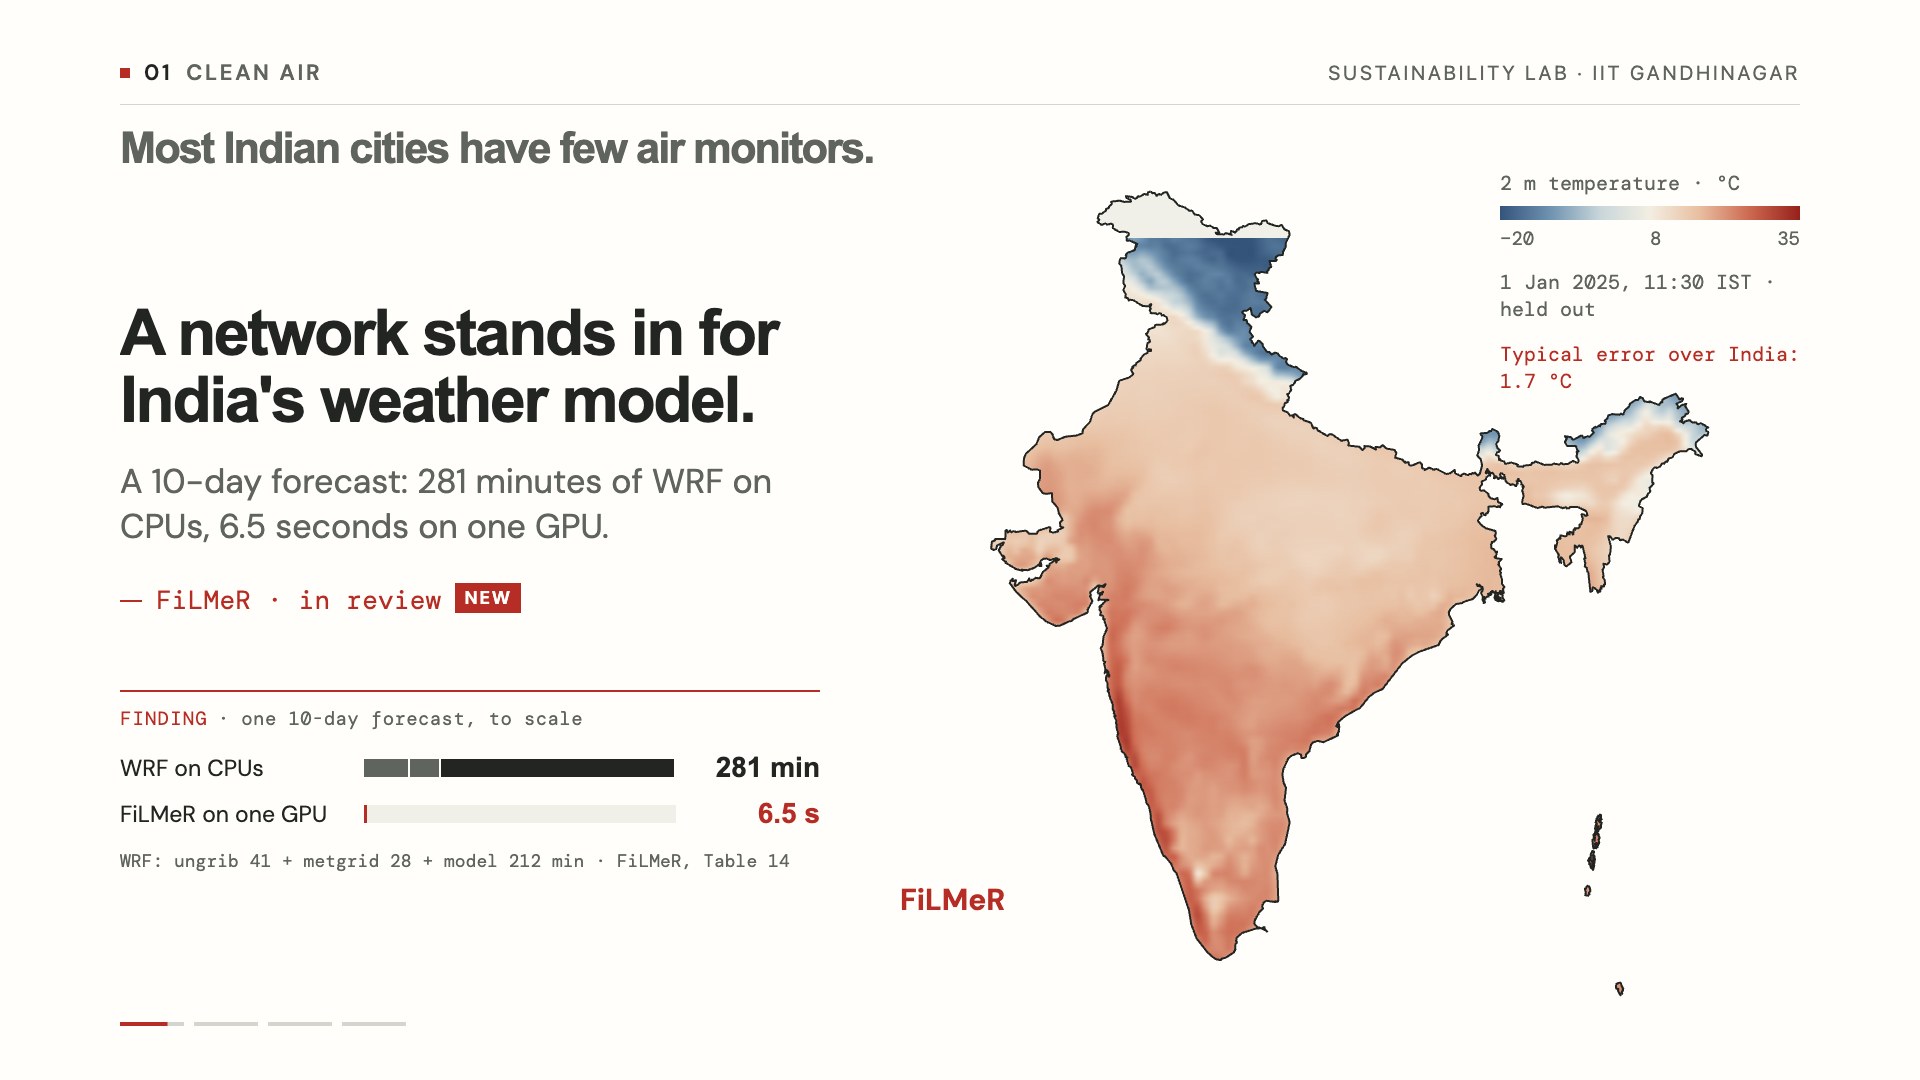 01 CLEAN AIR
SUSTAINABILITY LAB · IIT GANDHINAGAR
Most Indian cities have few air monitors.
A network stands in for
India's weather model.
A 10-day forecast: 281 minutes of WRF on
CPUs, 6.5 seconds on one GPU.
— FiLMeR · in review NEW
FINDING · one 10-day forecast, to scale
WRF on CPUs 281 min
FiLMeR on one GPU 6.5 s
WRF: ungrib 41 + metgrid 28 + model 212 min · FiLMeR, Table 14
FiLMeR
2 m temperature · °C
−20 8 35
1 Jan 2025, 11:30 IST ·
held out
Typical error over India:
1.7 °C